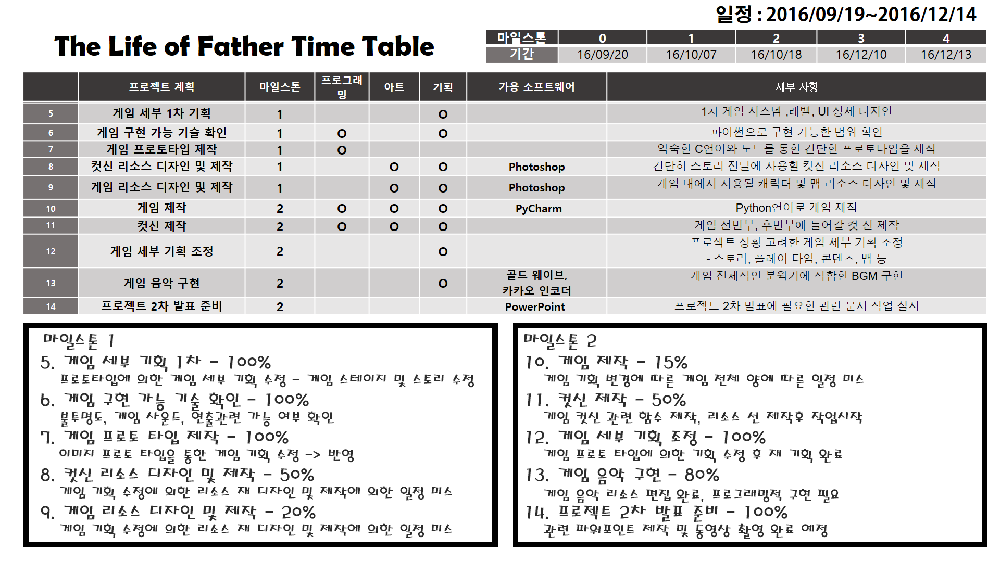 일정 : 2016/09/19~2016/12/14
The Life of Father Time Table
마일스톤 0 1 2 3 4
기간 16/09/20 16/10/07 16/10/18 16/12/10 16/12/13
프로젝트 계획 마일스톤 프로그래밍 아트 기획 가용 소프트웨어 세부 사항
5 게임 세부 1차 기획 1 O 1차 게임 시스템 ,레벨, UI 상세 디자인
6 게임 구현 가능 기술 확인 1 O O 파이썬으로 구현 가능한 범위 확인
7 게임 프로토타입 제작 1 O 익숙한 C언어와 도트를 통한 간단한 프로토타입을 제작
8 컷신 리소스 디자인 및 제작 1 O O Photoshop 간단히 스토리 전달에 사용할 컷신 리소스 디자인 및 제작
9 게임 리소스 디자인 및 제작 1 O O Photoshop 게임 내에서 사용될 캐릭터 및 맵 리소스 디자인 및 제작
10 게임 제작 2 O O O PyCharm Python언어로 게임 제작
11 컷신 제작 2 O O O 게임 전반부, 후반부에 들어갈 컷 신 제작
12 게임 세부 기획 조정 2 O 프로젝트 상황 고려한 게임 세부 기획 조정
- 스토리, 플레이 타임, 콘텐츠, 맵 등
13 게임 음악 구현 2 O 골드 웨이브, 카카오 인코더 게임 전체적인 분위기에 적합한 BGM 구현
14 프로젝트 2차 발표 준비 2 PowerPoint 프로젝트 2차 발표에 필요한 관련 문서 작업 실시
마일스톤 1
5. 게임 세부 기획 1차 - 100%
프로토타입에 의한 게임 세부 기획 수정 - 게임 스테이지 및 스토리 수정
6. 게임 구현 가능 기술 확인 - 100%
불투명도, 게임 사운드, 연출관련 가능 여부 확인
7. 게임 프로토 타입 제작 - 100%
이미지 프로토 타입을 통한 게임 기획 수정 -> 반영
8. 컷신 리소스 디자인 및 제작 - 50%
게임 기획 수정에 의한 리소스 재 디자인 및 제작에 의한 일정 미스
9. 게임 리소스 디자인 및 제작 - 20%
게임 기획 수정에 의한 리소스 재 디자인 및 제작에 의한 일정 미스
마일스톤 2
10. 게임 제작 - 15%
게임 기획 변경에 따른 게임 전체 양에 따른 일정 미스
11. 컷신 제작 - 50%
게임 컷신 관련 함수 제작, 리소스 선 제작후 작업시작
12. 게임 세부 기획 조정 - 100%
게임 프로토 타입에 의한 기획 수정 후 재 기획 완료
13. 게임 음악 구현 - 80%
게임 음악 리소스 편집 완료, 프로그래밍적 구현 필요
14. 프로젝트 2차 발표 준비 - 100%
관련 파워포인트 제작 및 동영상 촬영 완료 예정